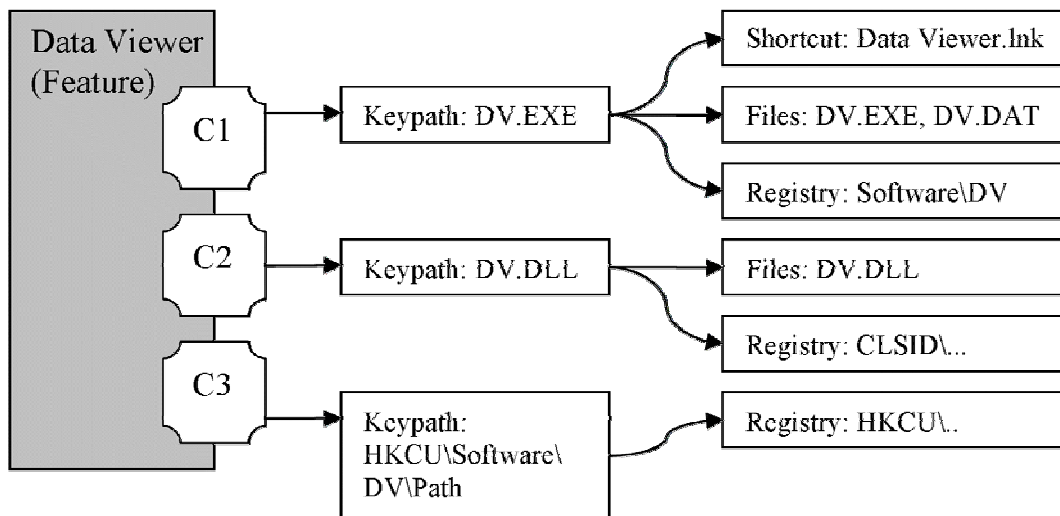 Data Viewer
(Feature)
C1
Keypath: DV.EXE
Shortcut: Data Viewer.lnk
Files: DV.EXE, DV.DAT
Registry: Software\DV
C2
Keypath: DV.DLL
Files: DV.DLL
Registry: CLSID\...
C3
Keypath:
HKCU\Software\
DV\Path
Registry: HKCU\..